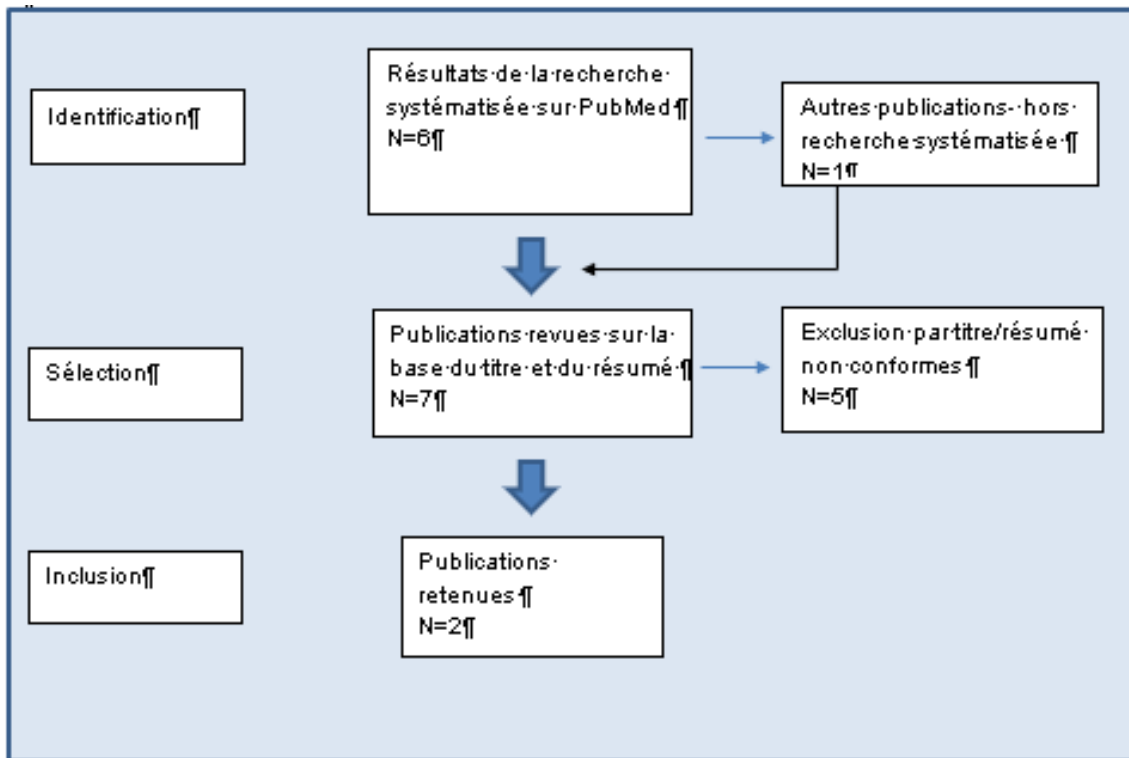 Identification¶
Résultats·de·la·recherche·
systématisée·sur·PubMed¶
N=6¶
Autres·publications-·hors·
recherche·systématisée·¶
N=1¶
Sélection¶
Publications·revues·sur·la·
base·du·titre·et·du·résumé·¶
N=7¶
Exclusion·par·titre/résumé·
non·conformes¶
N=5¶
Inclusion¶
Publications·
retenues¶
N=2¶